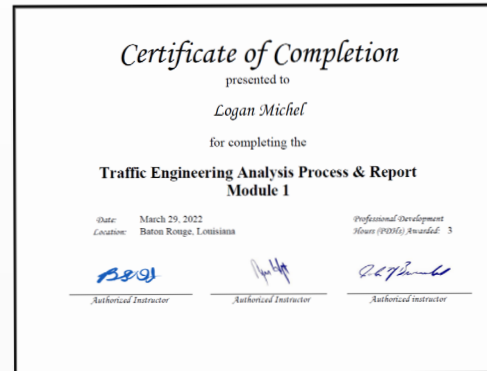 Certificate of Completion
presented to
Logan Michel
for completing the
Traffic Engineering Analysis Process & Report
Module 1
Date: March 29, 2022
Location: Baton Rouge, Louisiana
Professional Development
Hours (PDHs) Awarded: 3
Authorized Instructor
Authorized Instructor
Authorized instructor